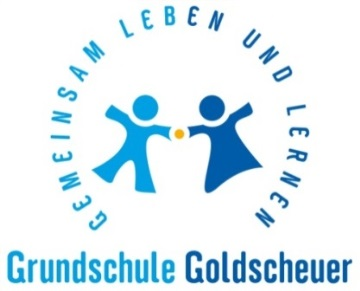 GEMEINSAM LEBEN UND LERNEN
Grundschule Goldscheuer